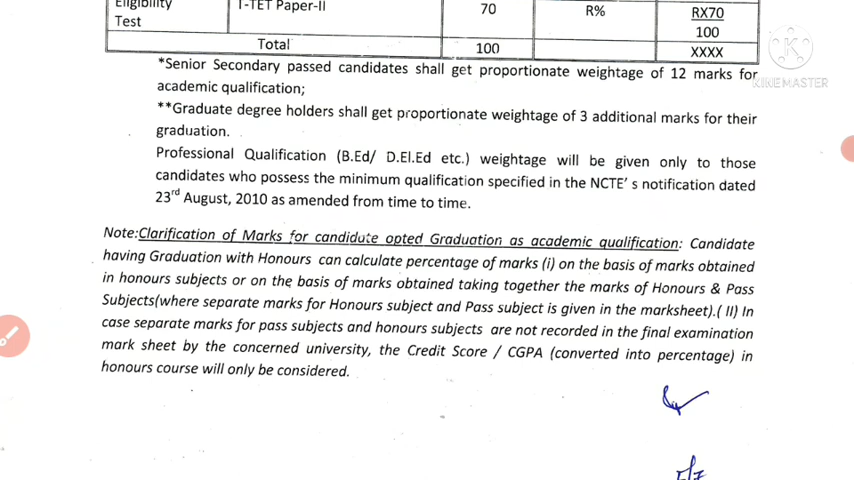 Eligibility
Test
T-TET Paper-II
70
R%
RX70
100
Total
100
XXXX
*Senior Secondary passed candidates shall get proportionate weightage of 12 marks for
academic qualification;
**Graduate degree holders shall get proportionate weightage of 3 additional marks for their
graduation.
Professional Qualification (B.Ed/ D.El.Ed etc.) weightage will be given only to those
candidates who possess the minimum qualification specified in the NCTE' s notification dated
23rd August, 2010 as amended from time to time.
Note:Clarification of Marks for candidate opted Graduation as academic qualification: Candidate
having Graduation with Honours can calculate percentage of marks (i) on the basis of marks obtained
in honours subjects or on the basis of marks obtained taking together the marks of Honours & Pass
Subjects(where separate marks for Honours subject and Pass subject is given in the marksheet).( II) In
case separate marks for pass subjects and honours subjects are not recorded in the final examination
mark sheet by the concerned university, the Credit Score / CGPA (converted into percentage) in
honours course will only be considered.
KINEMASTER